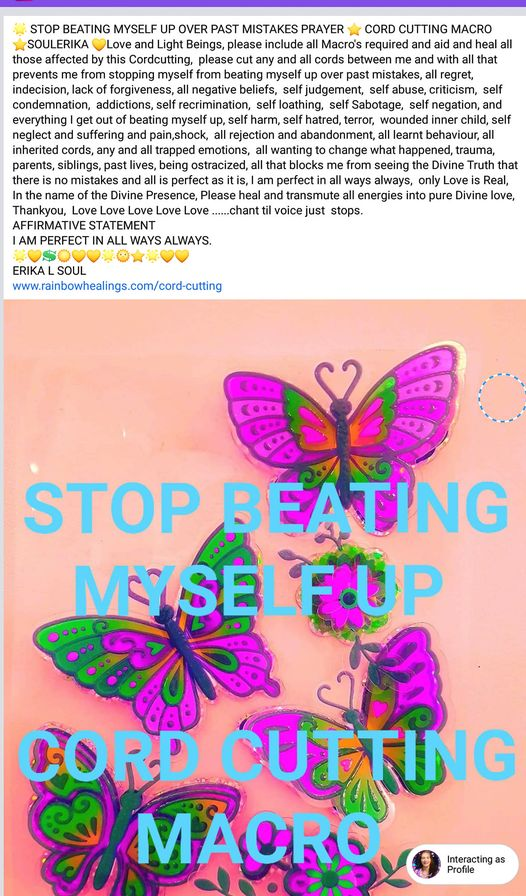 🌟 STOP BEATING MYSELF UP OVER PAST MISTAKES PRAYER ⭐ CORD CUTTING MACRO
⭐SOULERIKA 💛Love and Light Beings, please include all Macro's required and aid and heal all
those affected by this Cordcutting,  please cut any and all cords between me and with all that
prevents me from stopping myself from beating myself up over past mistakes, all regret,
indecision, lack of forgiveness, all negative beliefs,  self judgement,  self abuse, criticism,  self
condemnation,  addictions, self recrimination,  self loathing,  self Sabotage,  self negation, and
everything I get out of beating myself up, self harm, self hatred, terror,  wounded inner child, self
neglect and suffering and pain,shock,  all rejection and abandonment, all learnt behaviour, all
inherited cords, any and all trapped emotions,  all wanting to change what happened, trauma,
parents, siblings, past lives, being ostracized, all that blocks me from seeing the Divine Truth that
there is no mistakes and all is perfect as it is, I am perfect in all ways always,  only Love is Real,
In the name of the Divine Presence, Please heal and transmute all energies into pure Divine love,
Thankyou,  Love Love Love Love Love ......chant til voice just  stops.
AFFIRMATIVE STATEMENT
I AM PERFECT IN ALL WAYS ALWAYS.
ERIKA L SOUL
www.rainbowhealings.com/cord-cutting
STOP BEATING
MYSELF UP
CORD CUTTING
MACRO
Interacting as
Profile